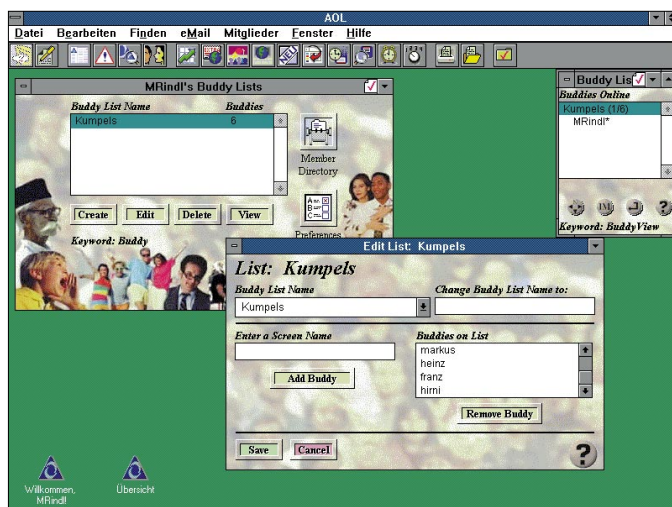 AOL
Datei Bearbeiten Finden eMail Mitglieder Fenster Hilfe
MRindl's Buddy Lists
Buddy List Name Buddies
Kumpels 6
Member
Directory
Preferences
Create Edit Delete View
Keyword: Buddy
Buddy Lis
Buddies Online
Kumpels (1/6)
MRindl*
IM
Keyword: BuddyView
Edit List: Kumpels
List: Kumpels
Buddy List Name Change Buddy List Name to:
Kumpels
Enter a Screen Name Buddies on List
markus
heinz
franz
hirni
Add Buddy
Remove Buddy
Save Cancel
?
Willkommen,
MRindl!
Übersicht